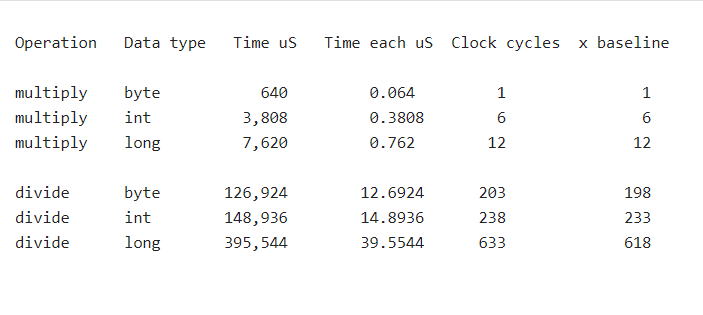 Operation Data type Time uS Time each uS Clock cycles x baseline
multiply byte 640 0.064 1 1
multiply int 3,808 0.3808 6 6
multiply long 7,620 0.762 12 12
divide byte 126,924 12.6924 203 198
divide int 148,936 14.8936 238 233
divide long 395,544 39.5544 633 618